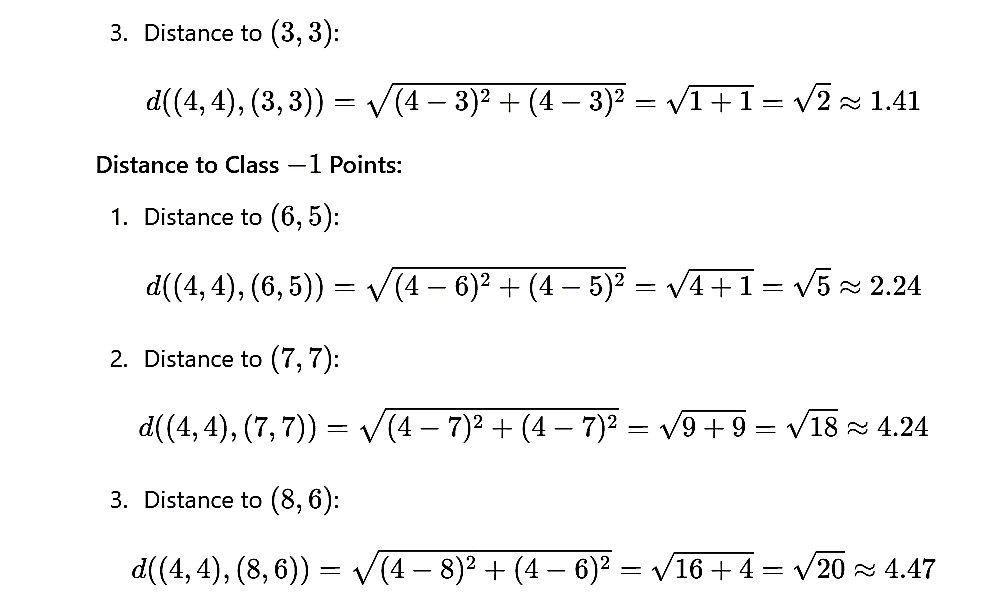 3. Distance to (3, 3):
d((4, 4), (3, 3)) = √(4 − 3)² + (4 − 3)² = √1 + 1 = √2 ≈ 1.41
Distance to Class −1 Points:
1. Distance to (6, 5):
d((4, 4), (6, 5)) = √(4 − 6)² + (4 − 5)² = √4 + 1 = √5 ≈ 2.24
2. Distance to (7, 7):
d((4, 4), (7, 7)) = √(4 − 7)² + (4 − 7)² = √9 + 9 = √18 ≈ 4.24
3. Distance to (8, 6):
d((4, 4), (8, 6)) = √(4 − 8)² + (4 − 6)² = √16 + 4 = √20 ≈ 4.47